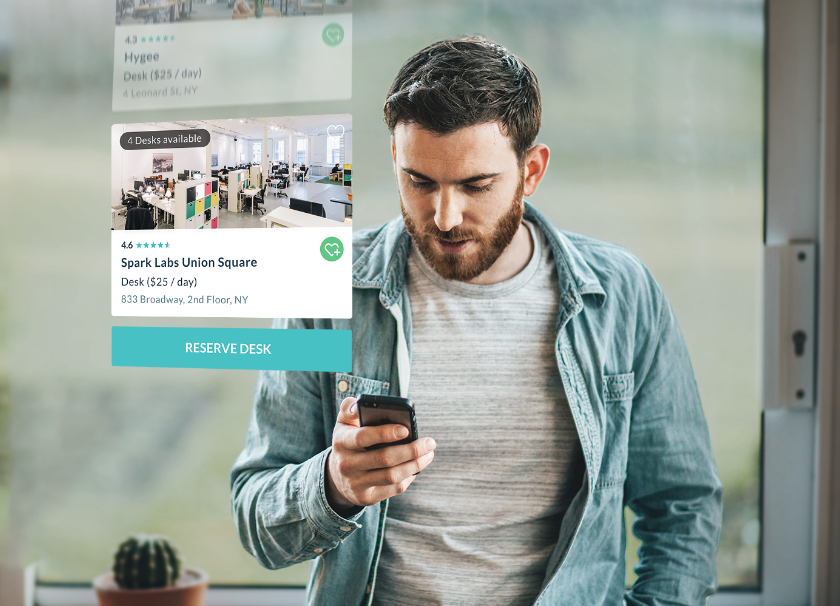 4.3
Hygee
Desk ($25 / day)
4 Leonard St, NY
4 Desks available
4.6
Spark Labs Union Square
Desk ($25 / day)
833 Broadway, 2nd Floor, NY
RESERVE DESK